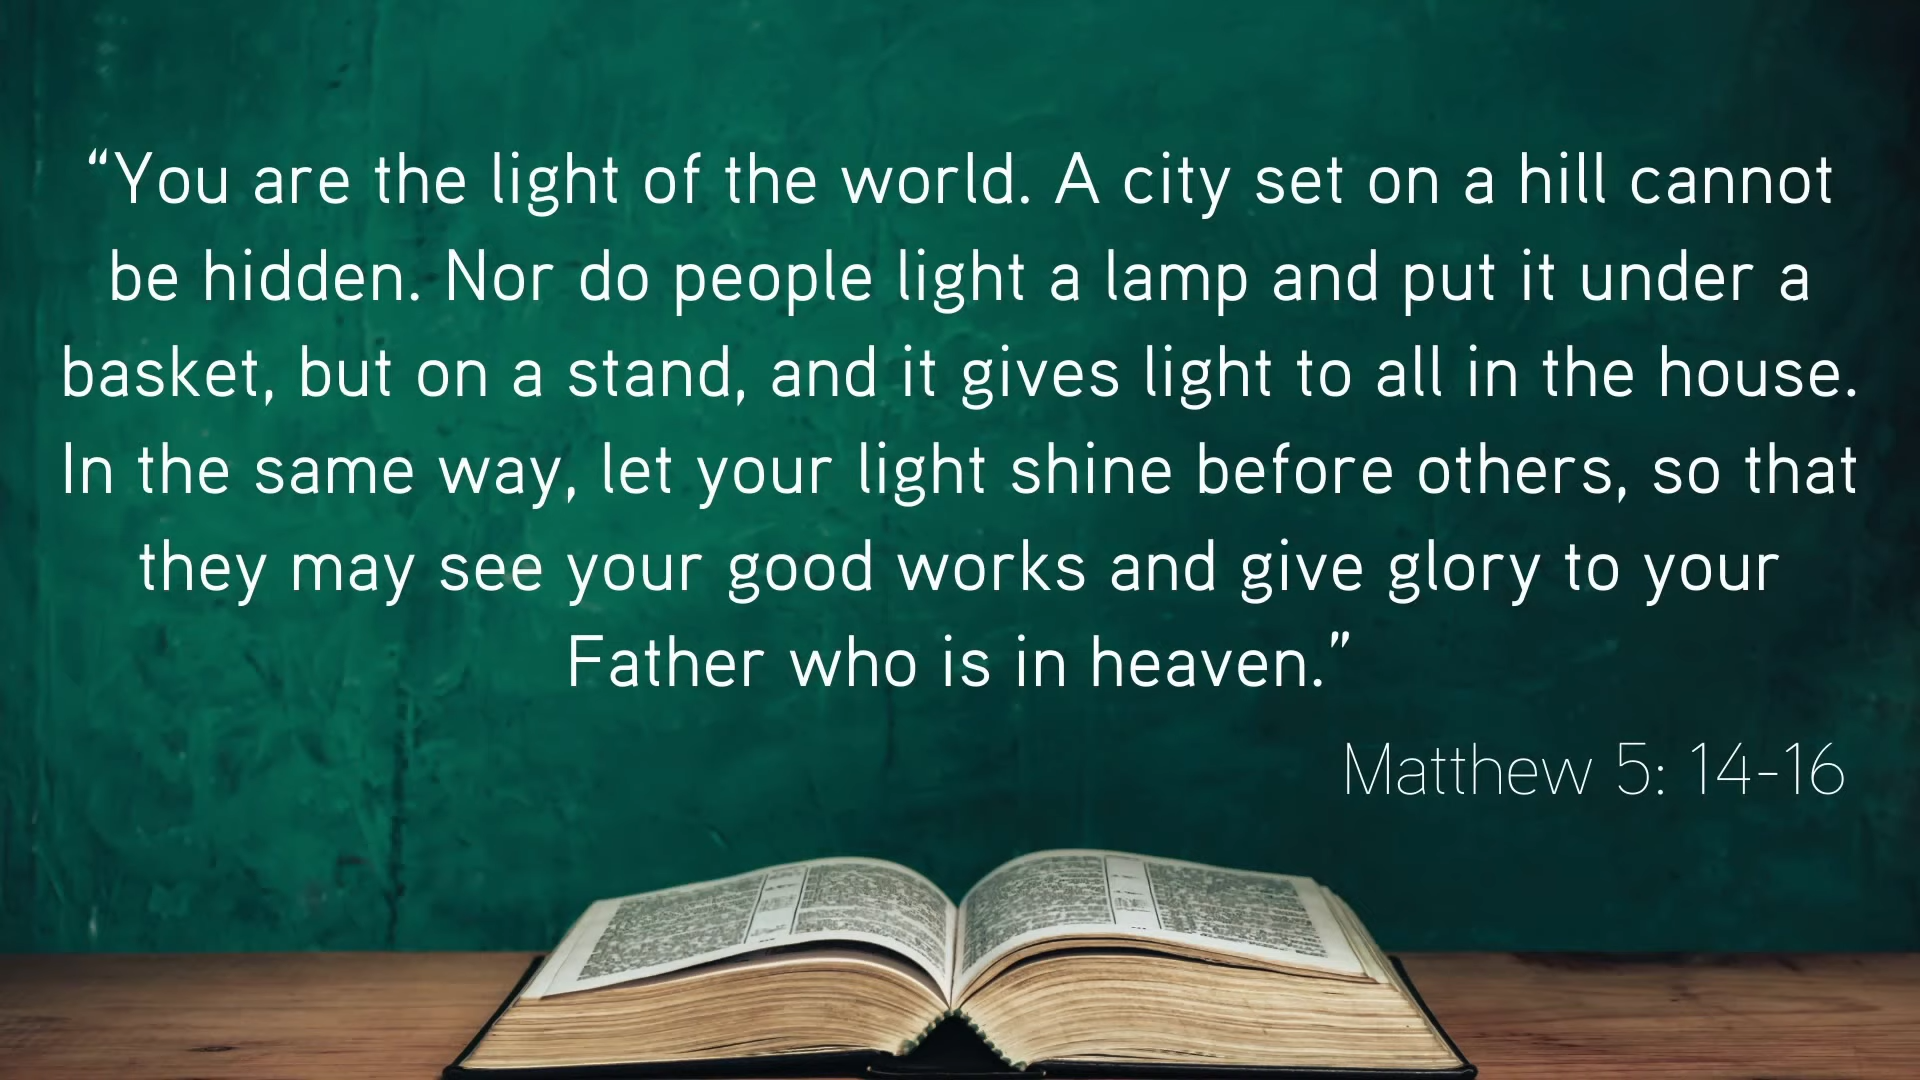 “You are the light of the world. A city set on a hill cannot
be hidden. Nor do people light a lamp and put it under a
basket, but on a stand, and it gives light to all in the house.
In the same way, let your light shine before others, so that
they may see your good works and give glory to your
Father who is in heaven.”
Matthew 5: 14-16